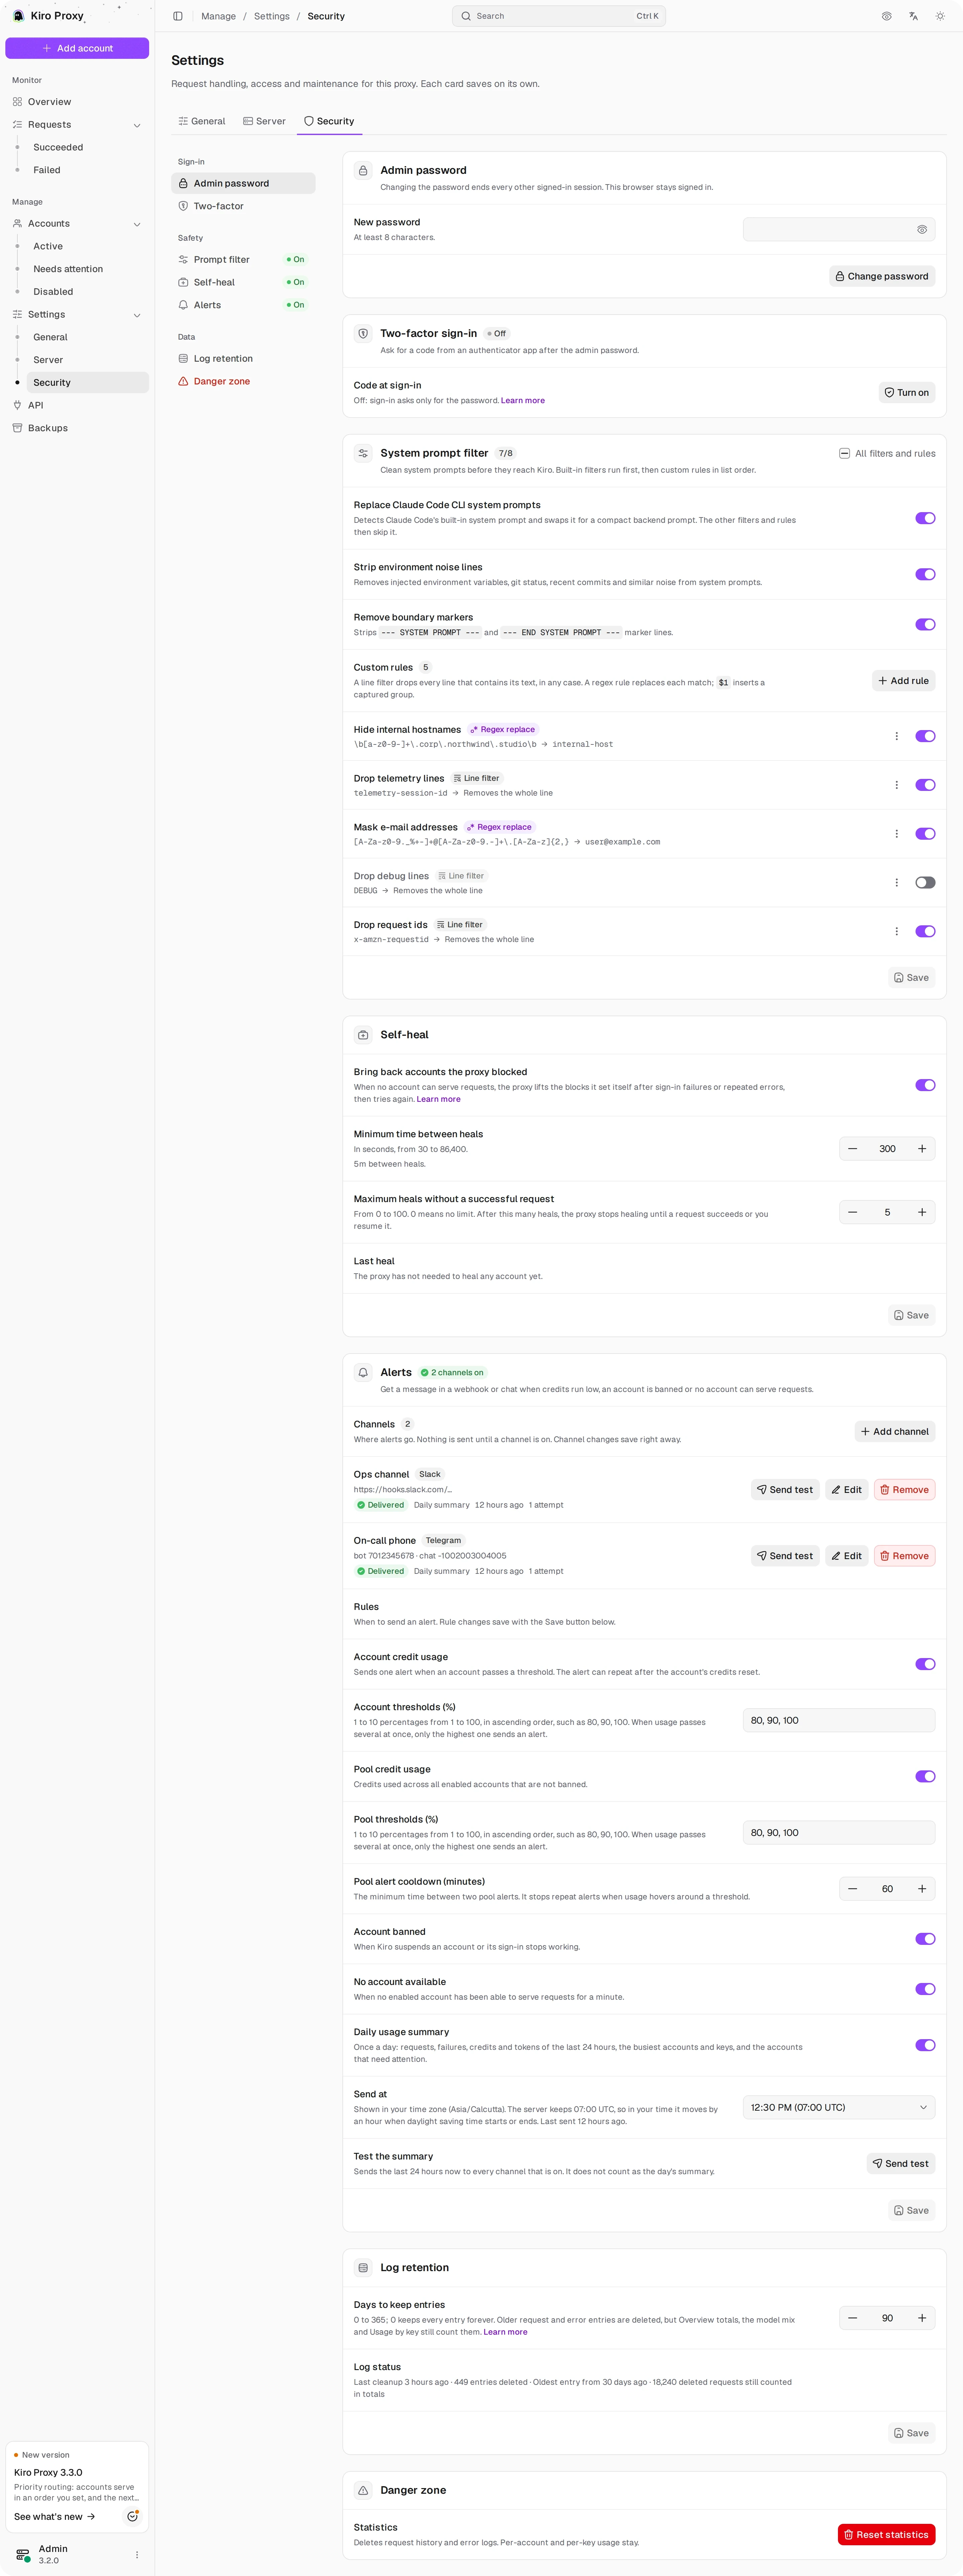 Kiro Proxy
Manage / Settings / Security
Search
Ctrl K
Add account
Monitor
Overview
Requests
Succeeded
Failed
Manage
Accounts
Active
Needs attention
Disabled
Settings
General
Server
Security
API
Backups
New version
Kiro Proxy 3.3.0
Priority routing: accounts serve
in an order you set, and the next...
See what's new →
Admin
3.2.0
Settings
Request handling, access and maintenance for this proxy. Each card saves on its own.
General
Server
Security
Sign-in
Admin password
Two-factor
Safety
Prompt filter On
Self-heal On
Alerts On
Data
Log retention
Danger zone
Admin password
Changing the password ends every other signed-in session. This browser stays signed in.
New password
At least 8 characters.
Change password
Two-factor sign-in Off
Ask for a code from an authenticator app after the admin password.
Code at sign-in
Off: sign-in asks only for the password. Learn more
Turn on
System prompt filter 7/8
All filters and rules
Clean system prompts before they reach Kiro. Built-in filters run first, then custom rules in list order.
Replace Claude Code CLI system prompts
Detects Claude Code's built-in system prompt and swaps it for a compact backend prompt. The other filters and rules
then skip it.
Strip environment noise lines
Removes injected environment variables, git status, recent commits and similar noise from system prompts.
Remove boundary markers
Strips --- SYSTEM PROMPT --- and --- END SYSTEM PROMPT --- marker lines.
Custom rules 5
A line filter drops every line that contains its text, in any case. A regex rule replaces each match; $1 inserts a
captured group.
Add rule
Hide internal hostnames Regex replace
\b[a-z0-9-]+\.corp\.northwind\.studio\b → internal-host
Drop telemetry lines Line filter
telemetry-session-id → Removes the whole line
Mask e-mail addresses Regex replace
[A-Za-z0-9._%+-]+@[A-Za-z0-9.-]+\.[A-Za-z]{2,} → user@example.com
Drop debug lines Line filter
DEBUG → Removes the whole line
Drop request ids Line filter
x-amzn-requestid → Removes the whole line
Save
Self-heal
Bring back accounts the proxy blocked
When no account can serve requests, the proxy lifts the blocks it set itself after sign-in failures or repeated errors,
then tries again. Learn more
Minimum time between heals
In seconds, from 30 to 86,400.
5m between heals.
300
Maximum heals without a successful request
From 0 to 100. 0 means no limit. After this many heals, the proxy stops healing until a request succeeds or you
resume it.
5
Last heal
The proxy has not needed to heal any account yet.
Save
Alerts 2 channels on
Get a message in a webhook or chat when credits run low, an account is banned or no account can serve requests.
Channels 2
Where alerts go. Nothing is sent until a channel is on. Channel changes save right away.
Add channel
Ops channel Slack
https://hooks.slack.com/...
Delivered Daily summary 12 hours ago 1 attempt
Send test
Edit
Remove
On-call phone Telegram
bot 7012345678 · chat -1002003004005
Delivered Daily summary 12 hours ago 1 attempt
Send test
Edit
Remove
Rules
When to send an alert. Rule changes save with the Save button below.
Account credit usage
Sends one alert when an account passes a threshold. The alert can repeat after the account's credits reset.
Account thresholds (%)
1 to 10 percentages from 1 to 100, in ascending order, such as 80, 90, 100. When usage passes
several at once, only the highest one sends an alert.
80, 90, 100
Pool credit usage
Credits used across all enabled accounts that are not banned.
Pool thresholds (%)
1 to 10 percentages from 1 to 100, in ascending order, such as 80, 90, 100. When usage passes
several at once, only the highest one sends an alert.
80, 90, 100
Pool alert cooldown (minutes)
The minimum time between two pool alerts. It stops repeat alerts when usage hovers around a threshold.
60
Account banned
When Kiro suspends an account or its sign-in stops working.
No account available
When no enabled account has been able to serve requests for a minute.
Daily usage summary
Once a day: requests, failures, credits and tokens of the last 24 hours, the busiest accounts and keys, and the accounts
that need attention.
Send at
Shown in your time zone (Asia/Calcutta). The server keeps 07:00 UTC, so in your time it moves by
an hour when daylight saving time starts or ends. Last sent 12 hours ago.
12:30 PM (07:00 UTC)
Test the summary
Sends the last 24 hours now to every channel that is on. It does not count as the day's summary.
Send test
Save
Log retention
Days to keep entries
0 to 365; 0 keeps every entry forever. Older request and error entries are deleted, but Overview totals, the model mix
and Usage by key still count them. Learn more
90
Log status
Last cleanup 3 hours ago · 449 entries deleted · Oldest entry from 30 days ago · 18,240 deleted requests still counted
in totals
Save
Danger zone
Statistics
Deletes request history and error logs. Per-account and per-key usage stay.
Reset statistics